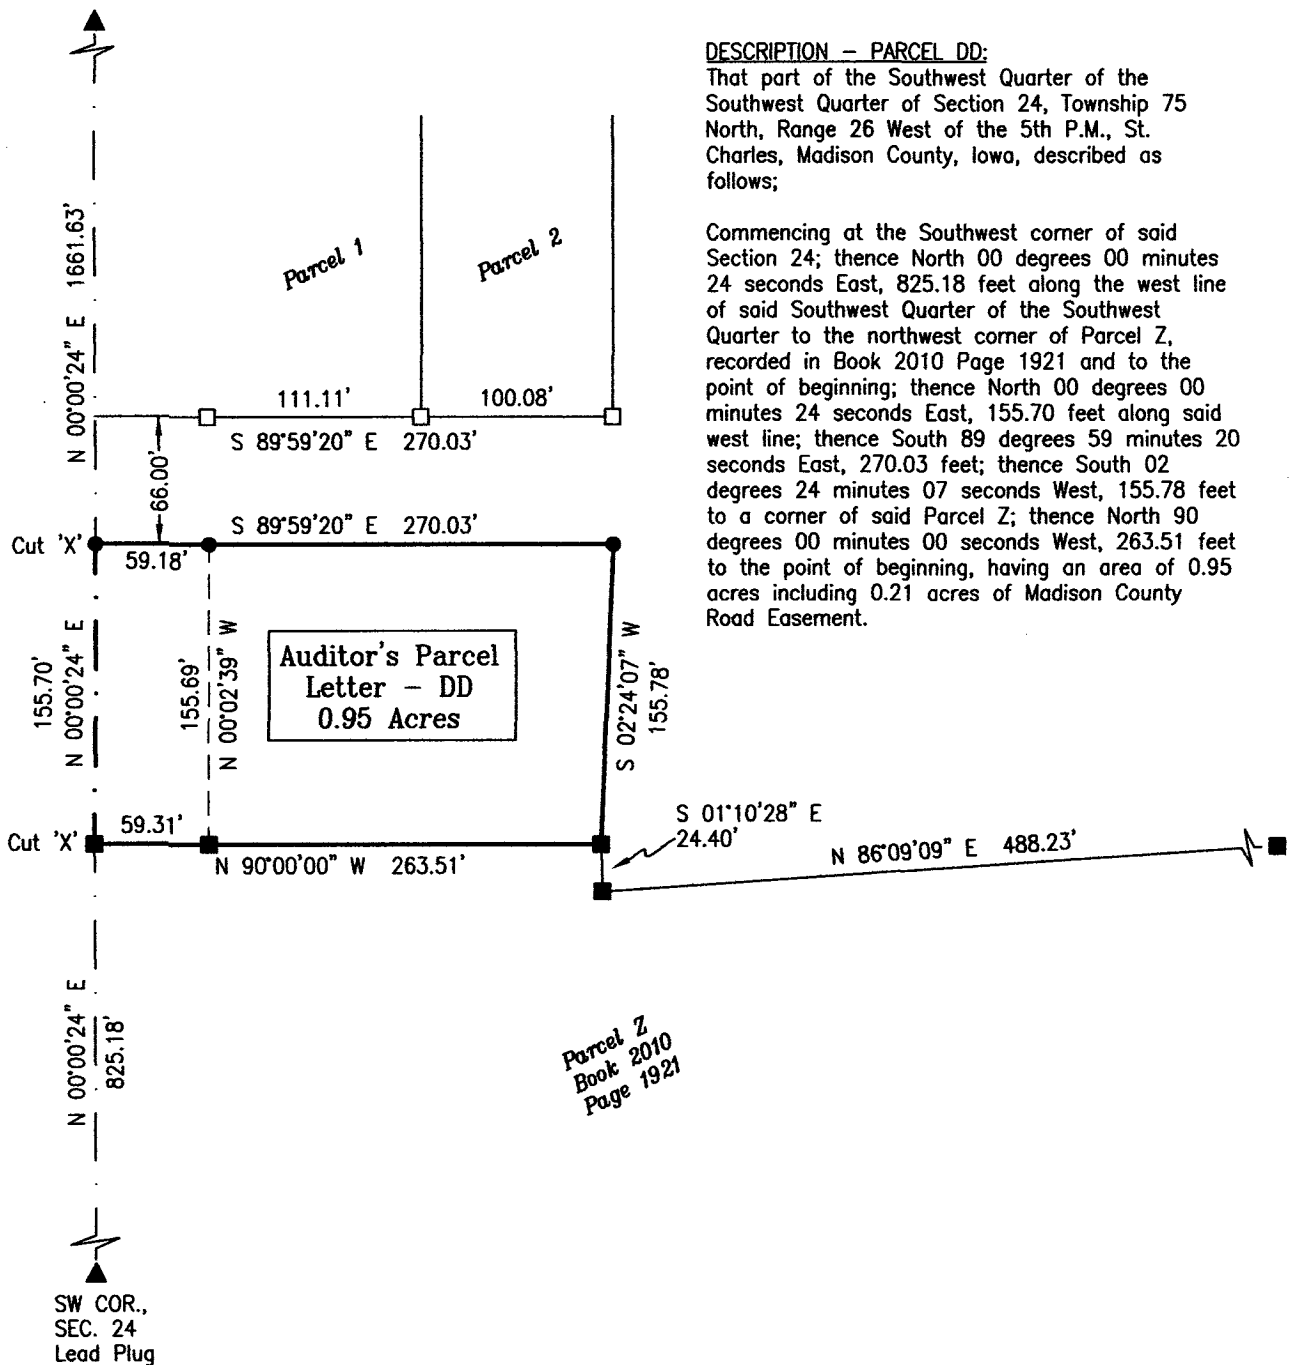 DESCRIPTION – PARCEL DD:
That part of the Southwest Quarter of the
Southwest Quarter of Section 24, Township 75
North, Range 26 West of the 5th P.M., St.
Charles, Madison County, Iowa, described as
follows;
Commencing at the Southwest corner of said
Section 24; thence North 00 degrees 00 minutes
24 seconds East, 825.18 feet along the west line
of said Southwest Quarter of the Southwest
Quarter to the northwest corner of Parcel Z,
recorded in Book 2010 Page 1921 and to the
point of beginning; thence North 00 degrees 00
minutes 24 seconds East, 155.70 feet along said
west line; thence South 89 degrees 59 minutes 20
seconds East, 270.03 feet; thence South 02
degrees 24 minutes 07 seconds West, 155.78 feet
to a corner of said Parcel Z; thence North 90
degrees 00 minutes 00 seconds West, 263.51 feet
to the point of beginning, having an area of 0.95
acres including 0.21 acres of Madison County
Road Easement.
N 00°00'24" E 1661.63'
Parcel 1
Parcel 2
111.11'
100.08'
S 89°59'20" E 270.03'
66.00'
S 89°59'20" E 270.03'
Cut 'X'
59.18'
155.70'
N 00°00'24" E
155.69'
N 00°02'39" W
Auditor's Parcel
Letter – DD
0.95 Acres
S 02°24'07" W
155.78'
Cut 'X'
59.31'
N 90°00'00" W 263.51'
S 01°10'28" E
24.40'
N 86°09'09" E 488.23'
N 00°00'24" E
825.18'
Parcel Z
Book 2010
Page 1921
SW COR.,
SEC. 24
Lead Plug